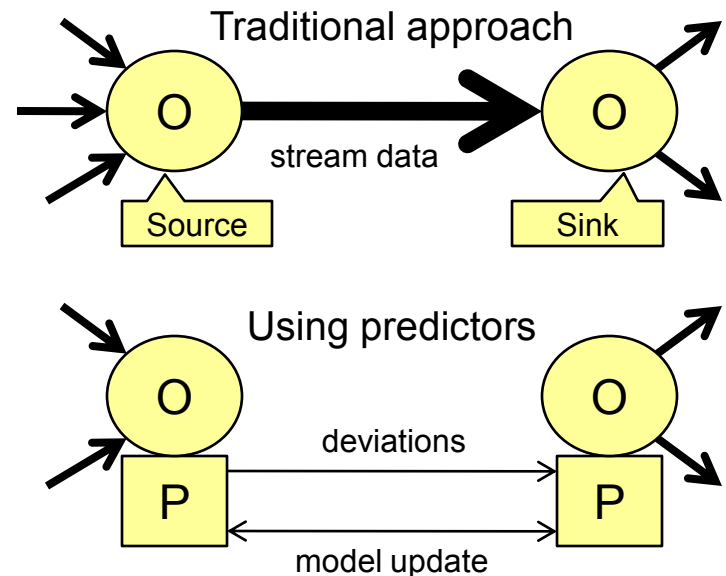 Traditional approach
O
O
stream data
Source
Sink
Using predictors
O
O
deviations
P
P
model update